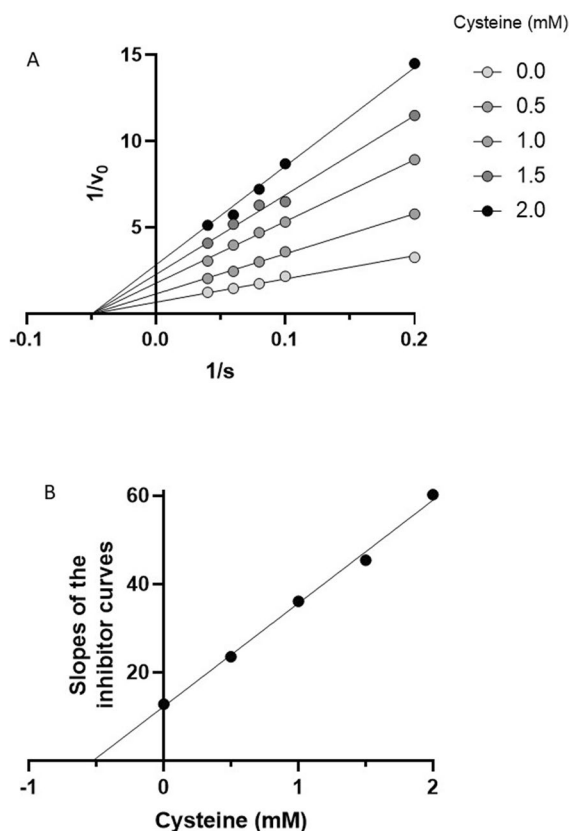 Cysteine (mM)
A
15
0.0
0.5
10
1.0
1/v₀
1.5
5
2.0
-0.1
0.0
0.1
0.2
1/s
B
60
Slopes of the
inhibitor curves
40
20
-1
0
1
2
Cysteine (mM)